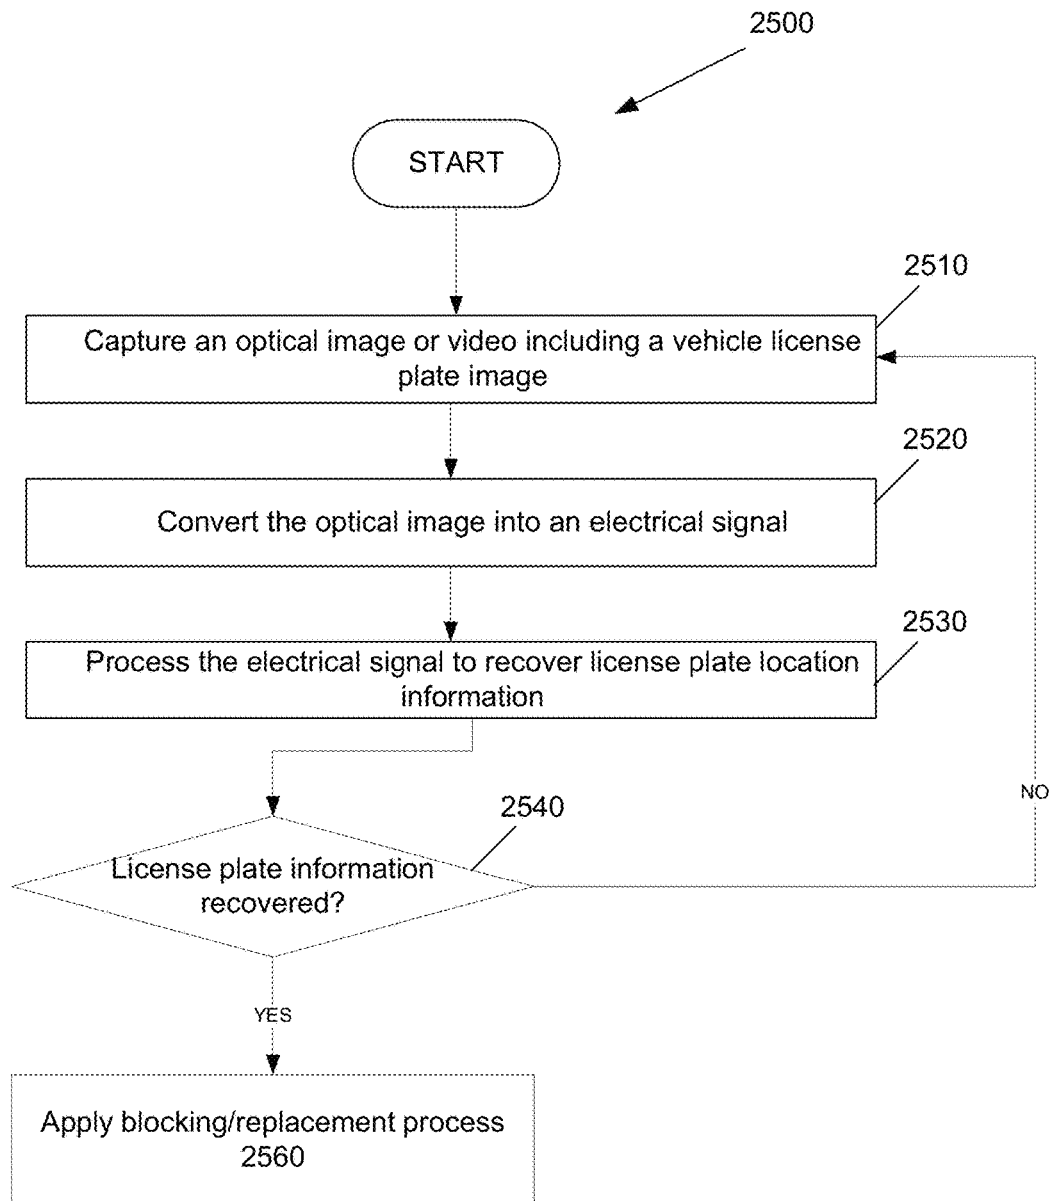 2500
START
2510
Capture an optical image or video including a vehicle license
plate image
2520
Convert the optical image into an electrical signal
2530
Process the electrical signal to recover license plate location
information
NO
2540
License plate information
recovered?
YES
Apply blocking/replacement process
2560